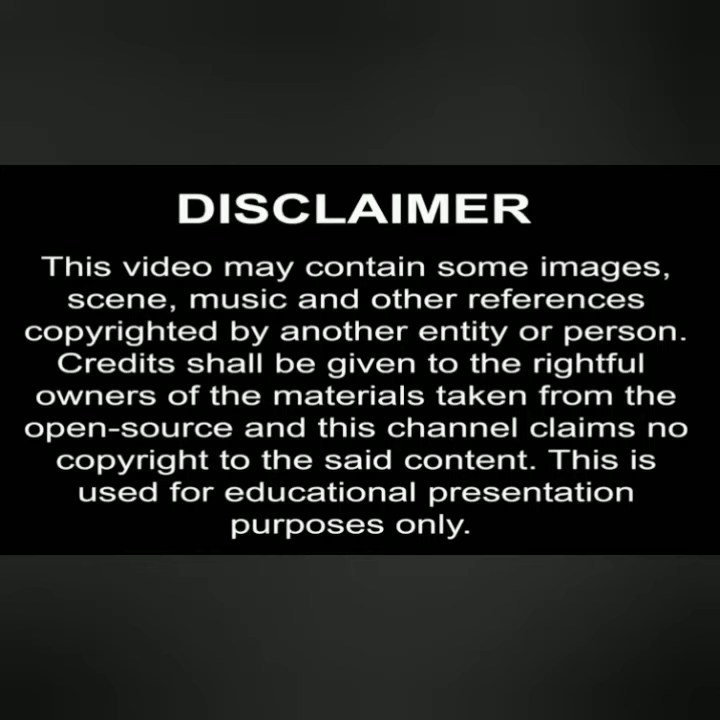 DISCLAIMER
This video may contain some images,
scene, music and other references
copyrighted by another entity or person.
Credits shall be given to the rightful
owners of the materials taken from the
open-source and this channel claims no
copyright to the said content. This is
used for educational presentation
purposes only.